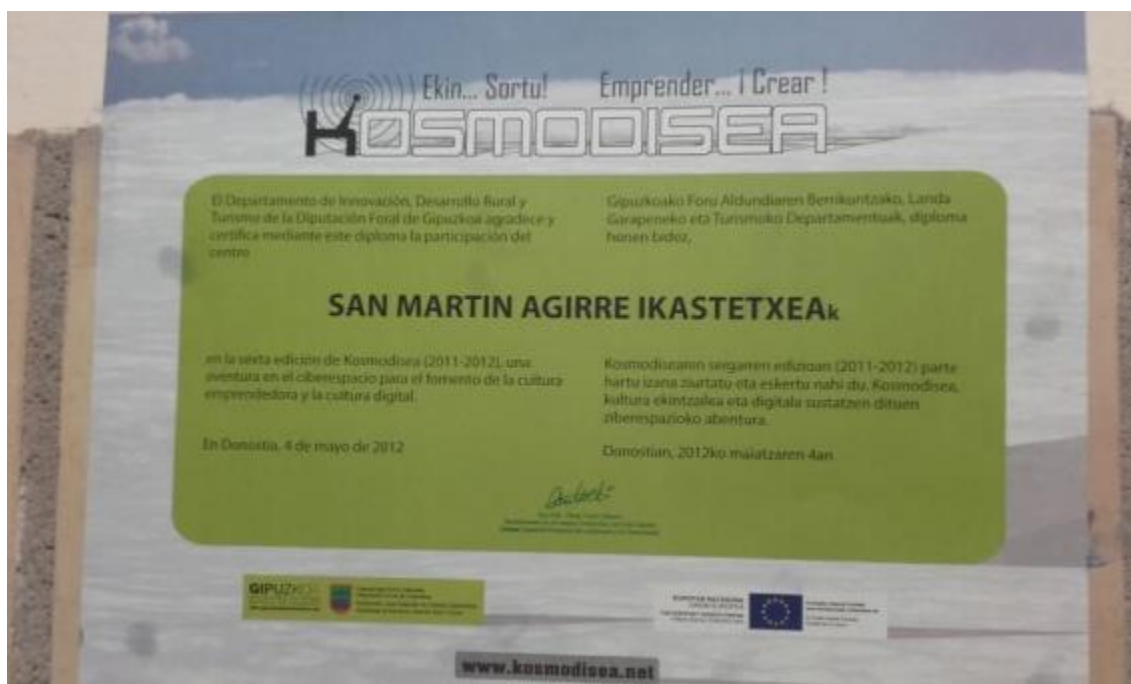 Ekin... Sortu! Emprender... ¡ Crear !
KOSMODISEA
El Departamento de Innovación, Desarrollo Rural y
Turismo de la Diputación Foral de Gipuzkoa agradece y
certifica mediante este diploma la participación del
centro
Gipuzkoako Foru Aldundiaren Berrikuntzako, Landa
Garapeneko eta Turismoko Departamentuak, diploma
honen bidez,
SAN MARTIN AGIRRE IKASTETXEAk
en la sexta edición de Kosmodisea (2011-2012), una
aventura en el ciberespacio para el fomento de la cultura
emprendedora y la cultura digital.
En Donostia, 4 de mayo de 2012
Kosmodisearen seigarren edizioan (2011-2012) parte
hartu izana ziurtatu eta eskertu nahi du. Kosmodisea,
kultura ekintzailea eta digitala sustatzen dituen
ziberespazioko abentura.
Donostian, 2012ko maiatzaren 4an
www.kosmodisea.net